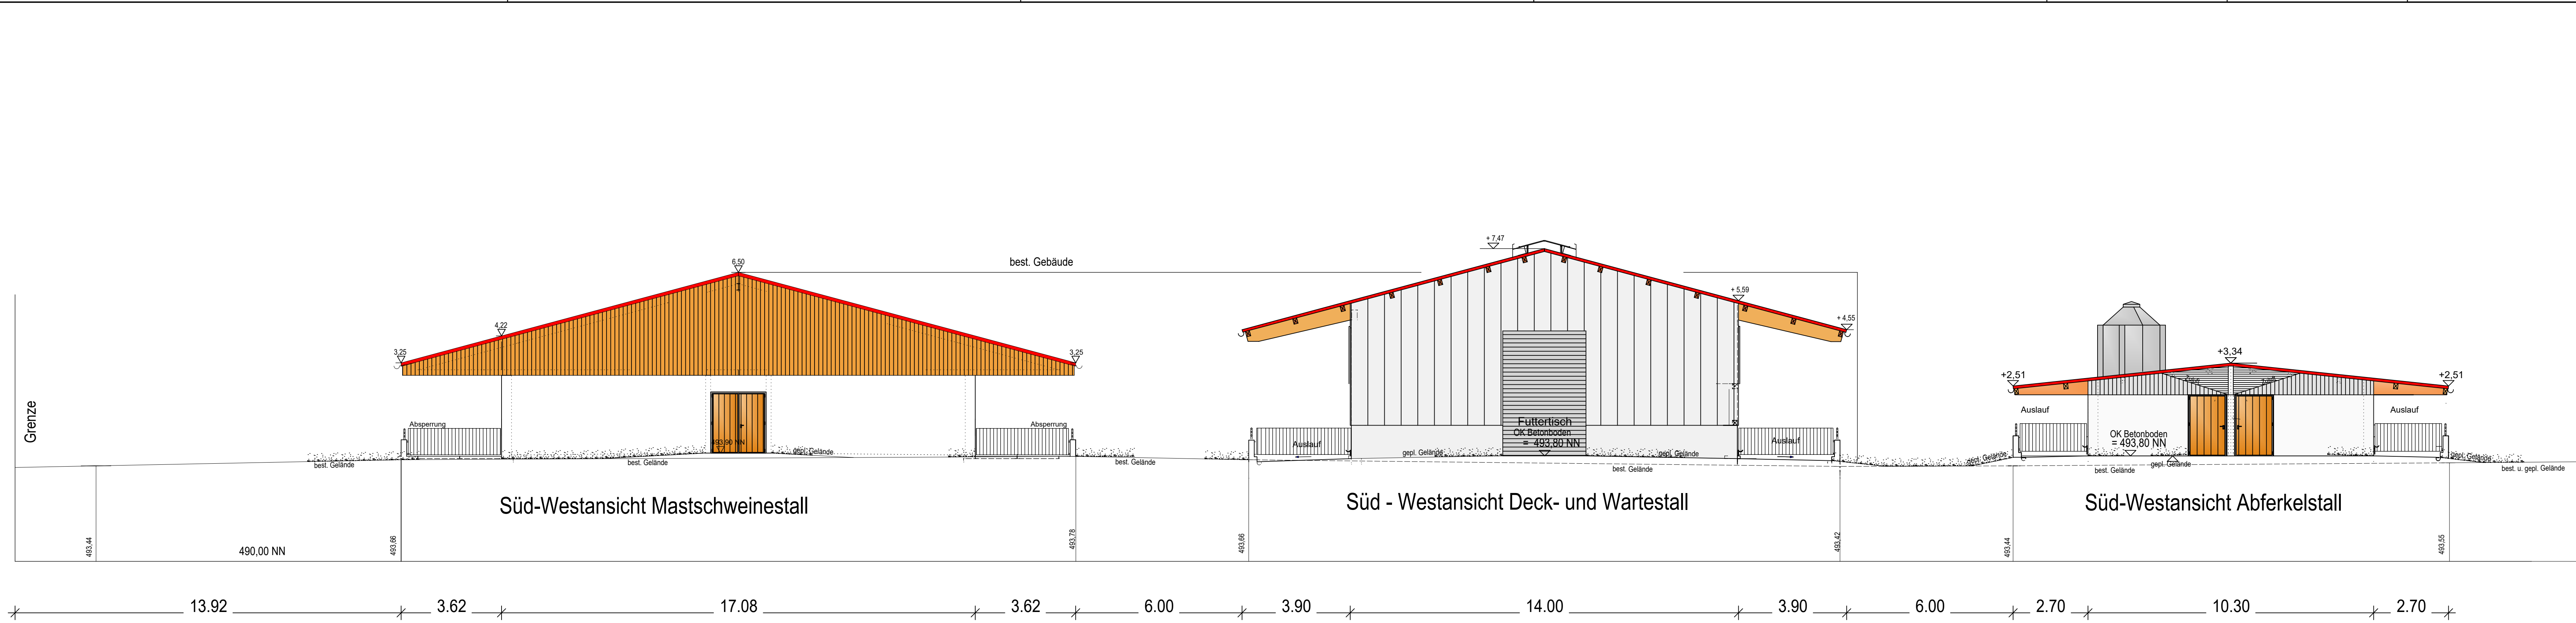 + 7,47
6,50
best. Gebäude
+ 5,59
4,22
+ 4,55
3,25
3,25
+3,34
+2,51
+2,51
Grenze
Absperrung
Absperrung
Auslauf
Auslauf
Futtertisch
OK Betonboden
= 493,80 NN
Auslauf
Auslauf
OK Betonboden
= 493,80 NN
493,90 NN
best. Gelände
best. Gelände
gepl. Gelände
best. Gelände
gepl. Gelände
best. Gelände
gepl. Gelände
gepl. Gelände
best. Gelände
gepl. Gelände
gepl. Gelände
best. u. gepl. Gelände
Süd-Westansicht Mastschweinestall
Süd - Westansicht Deck- und Wartestall
Süd-Westansicht Abferkelstall
493,44
490,00 NN
493,66
493,78
493,66
493,42
493,44
493,55
13.92
3.62
17.08
3.62
6.00
3.90
14.00
3.90
6.00
2.70
10.30
2.70